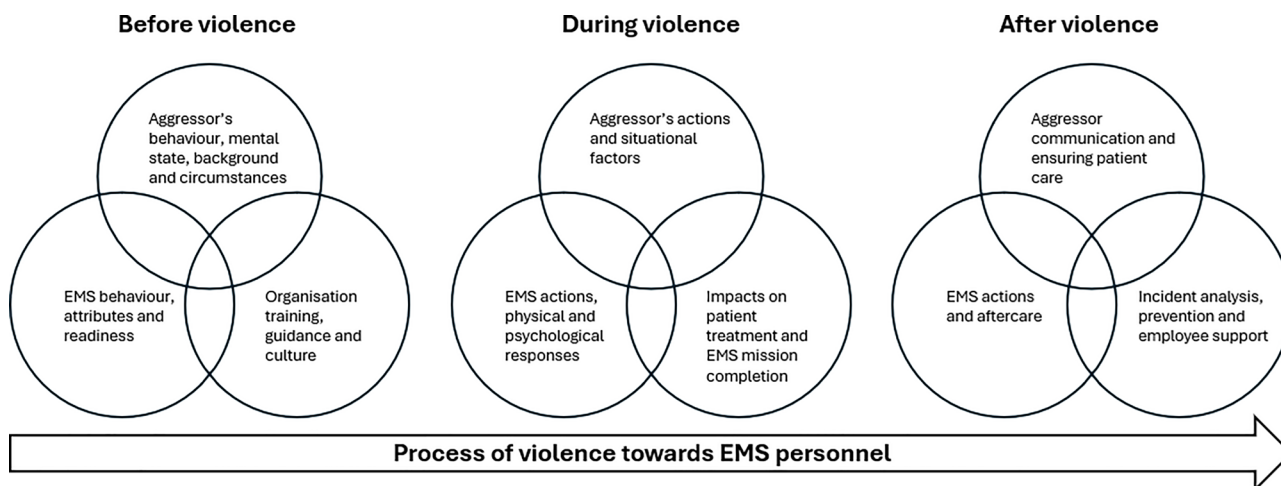 Before violence
During violence
After violence
Aggressor's
behaviour, mental
state, background
and circumstances
EMS behaviour,
attributes and
readiness
Organisation
training,
guidance and
culture
Aggressor's actions
and situational
factors
EMS actions,
physical and
psychological
responses
Impacts on
patient
treatment and
EMS mission
completion
Aggressor
communication and
ensuring patient
care
EMS actions
and aftercare
Incident analysis,
prevention and
employee support
Process of violence towards EMS personnel